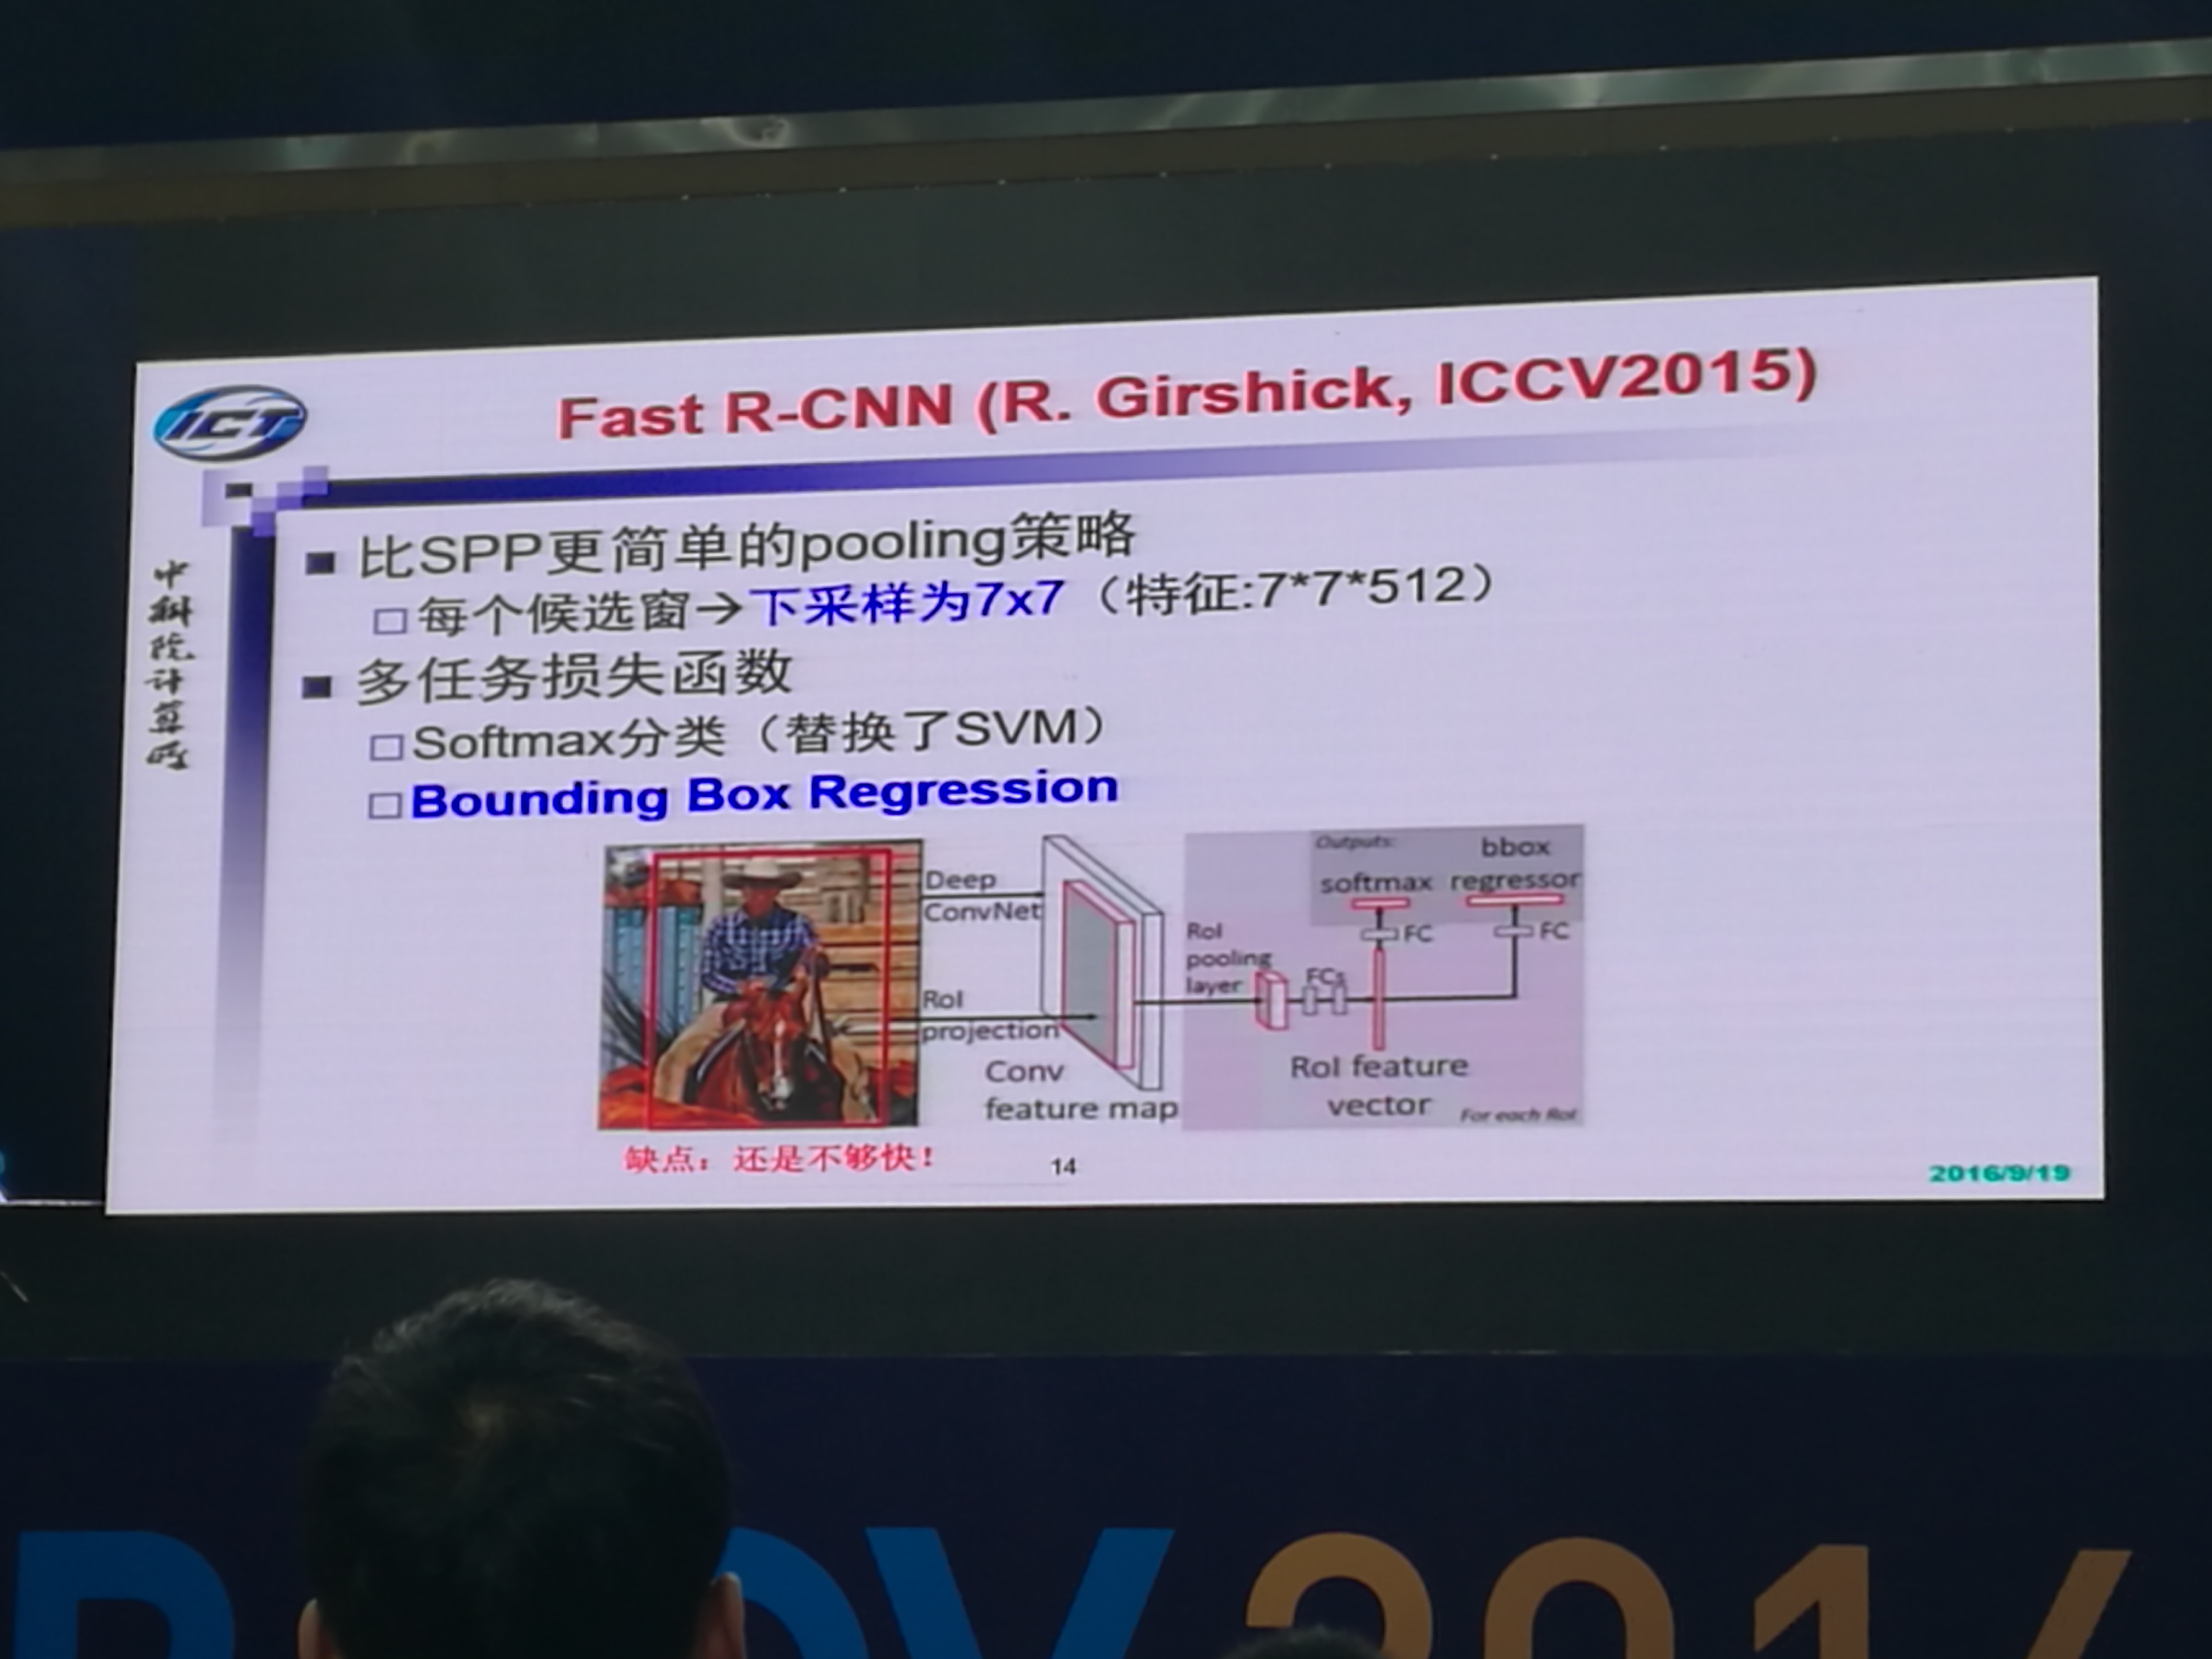 ICT
Fast R-CNN (R. Girshick, ICCV2015)
中科院计算所
比SPP更简单的pooling策略
每个候选窗→下采样为7x7（特征:7*7*512）
多任务损失函数
Softmax分类（替换了SVM）
Bounding Box Regression
Deep
ConvNet
RoI
projection
Conv
feature map
RoI
pooling
layer
FCs
Outputs:
softmax
bbox
regressor
FC
FC
RoI feature
vector
For each RoI
缺点：还是不够快！
14
2016/9/19